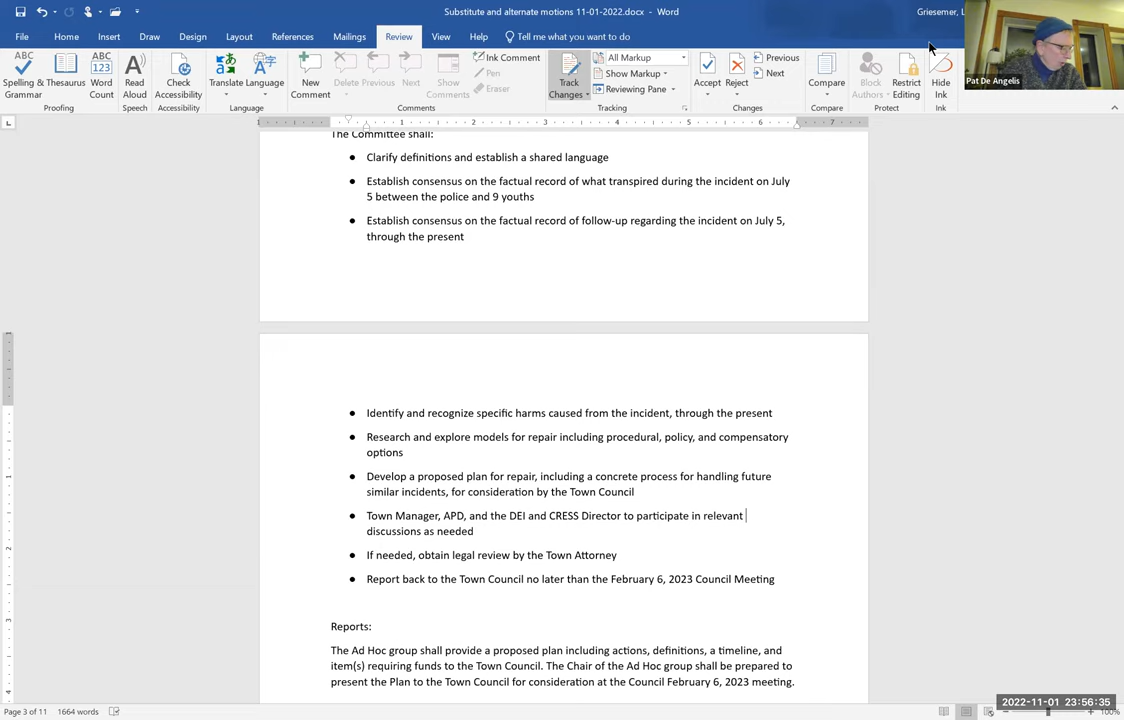 Substitute and alternate motions 11-01-2022.docx - Word
Griesemer, L
File Home Insert Draw Design Layout References Mailings Review View Help Tell me what you want to do
Pat De Angelis
Spelling & Grammar
Thesaurus
Word Count
Proofing
Read Aloud
Speech
Check Accessibility
Accessibility
Translate
Language
Language
New Comment
Delete
Previous
Next
Show Comments
Ink Comment
Pen
Eraser
Comments
Track Changes
All Markup
Show Markup
Reviewing Pane
Tracking
Accept
Reject
Previous
Next
Changes
Compare
Compare
Block Authors
Restrict Editing
Protect
Hide Ink
Ink
1 1 2 3 4 5 6 7
The Committee shall:
● Clarify definitions and establish a shared language
● Establish consensus on the factual record of what transpired during the incident on July
5 between the police and 9 youths
● Establish consensus on the factual record of follow-up regarding the incident on July 5,
through the present
● Identify and recognize specific harms caused from the incident, through the present
● Research and explore models for repair including procedural, policy, and compensatory
options
● Develop a proposed plan for repair, including a concrete process for handling future
similar incidents, for consideration by the Town Council
● Town Manager, APD, and the DEI and CRESS Director to participate in relevant
discussions as needed
● If needed, obtain legal review by the Town Attorney
● Report back to the Town Council no later than the February 6, 2023 Council Meeting
Reports:
The Ad Hoc group shall provide a proposed plan including actions, definitions, a timeline, and
item(s) requiring funds to the Town Council. The Chair of the Ad Hoc group shall be prepared to
present the Plan to the Town Council for consideration at the Council February 6, 2023 meeting.
Page 3 of 11 1664 words
2022-11-01 23:56:35
100%